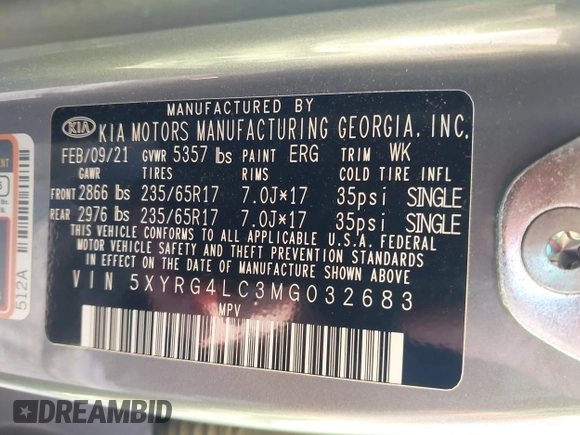 MANUFACTURED BY
KIA KIA MOTORS MANUFACTURING GEORGIA, INC.
FEB/09/21 GVWR 5357 lbs PAINT ERG TRIM WK
GAWR TIRES RIMS COLD TIRE INFL
FRONT 2866 lbs 235/65R17 7.0J*17 35psi SINGLE
REAR 2976 lbs 235/65R17 7.0J*17 35psi SINGLE
THIS VEHICLE CONFORMS TO ALL APPLICABLE U.S.A. FEDERAL
MOTOR VEHICLE SAFETY AND THEFT PREVENTION STANDARDS
IN EFFECT ON THE DATE OF MANUFACTURE SHOWN ABOVE.
VIN 5XYRG4LC3MG032683
MPV
512A
DREAMBID